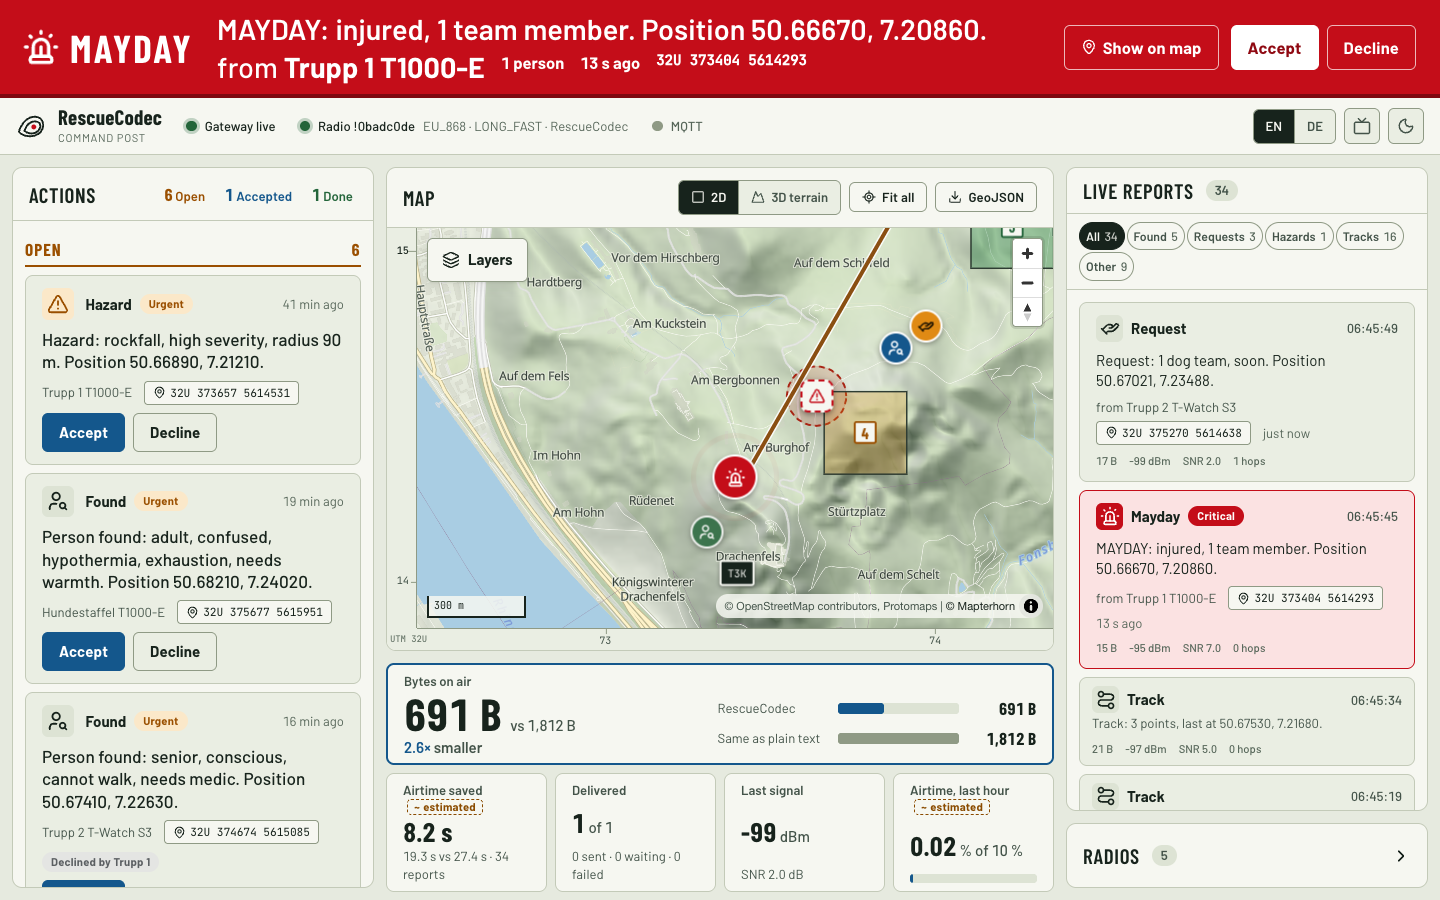 MAYDAY
MAYDAY: injured, 1 team member. Position 50.66670, 7.20860.
from Trupp 1 T1000-E 1 person 13 s ago 32U 373404 5614293
Show on map Accept Decline
RescueCodec
COMMAND POST
Gateway live Radio !0badc0de EU_868 · LONG_FAST · RescueCodec MQTT
EN DE
ACTIONS 6 Open 1 Accepted 1 Done
OPEN 6
Hazard Urgent 41 min ago
Hazard: rockfall, high severity, radius 90
m. Position 50.66890, 7.21210.
Trupp 1 T1000-E 32U 373657 5614531
Accept Decline
Found Urgent 19 min ago
Person found: adult, confused,
hypothermia, exhaustion, needs
warmth. Position 50.68210, 7.24020.
Hundestaffel T1000-E 32U 375677 5615951
Accept Decline
Found Urgent 16 min ago
Person found: senior, conscious,
cannot walk, needs medic. Position
50.67410, 7.22630.
Trupp 2 T-Watch S3 32U 374674 5615085
Declined by Trupp 1
MAP 2D 3D terrain Fit all GeoJSON
15
Layers
Vor dem Hirschberg
Hardtberg
Hauptstraße
Am Kuckstein
Auf dem Fels
Am Bergbonnen
4
Im Hohn
Rüdenet
Am Hohn
Stürtzplatz
Drachenfels
T3K
Auf dem Schelt
14
Königswinterer
Drachenfels
300 m
© OpenStreetMap contributors, Protomaps | © Mapterhorn
UTM 32U 73 74
Bytes on air
691 B vs 1,812 B
2.6× smaller
RescueCodec 691 B
Same as plain text 1,812 B
Airtime saved
~ estimated
8.2 s
19.3 s vs 27.4 s · 34
reports
Delivered
1 of 1
0 sent · 0 waiting · 0
failed
Last signal
-99 dBm
SNR 2.0 dB
Airtime, last hour
~ estimated
0.02 % of 10 %
LIVE REPORTS 34
All 34 Found 5 Requests 3 Hazards 1 Tracks 16
Other 9
Request 06:45:49
Request: 1 dog team, soon. Position
50.67021, 7.23488.
from Trupp 2 T-Watch S3
32U 375270 5614638 just now
17 B -99 dBm SNR 2.0 1 hops
Mayday Critical 06:45:45
MAYDAY: injured, 1 team member. Position
50.66670, 7.20860.
from Trupp 1 T1000-E 32U 373404 5614293
13 s ago
15 B -95 dBm SNR 7.0 0 hops
Track 06:45:34
Track: 3 points, last at 50.67530, 7.21680.
21 B -97 dBm SNR 5.0 0 hops
Track 06:45:19
RADIOS 5